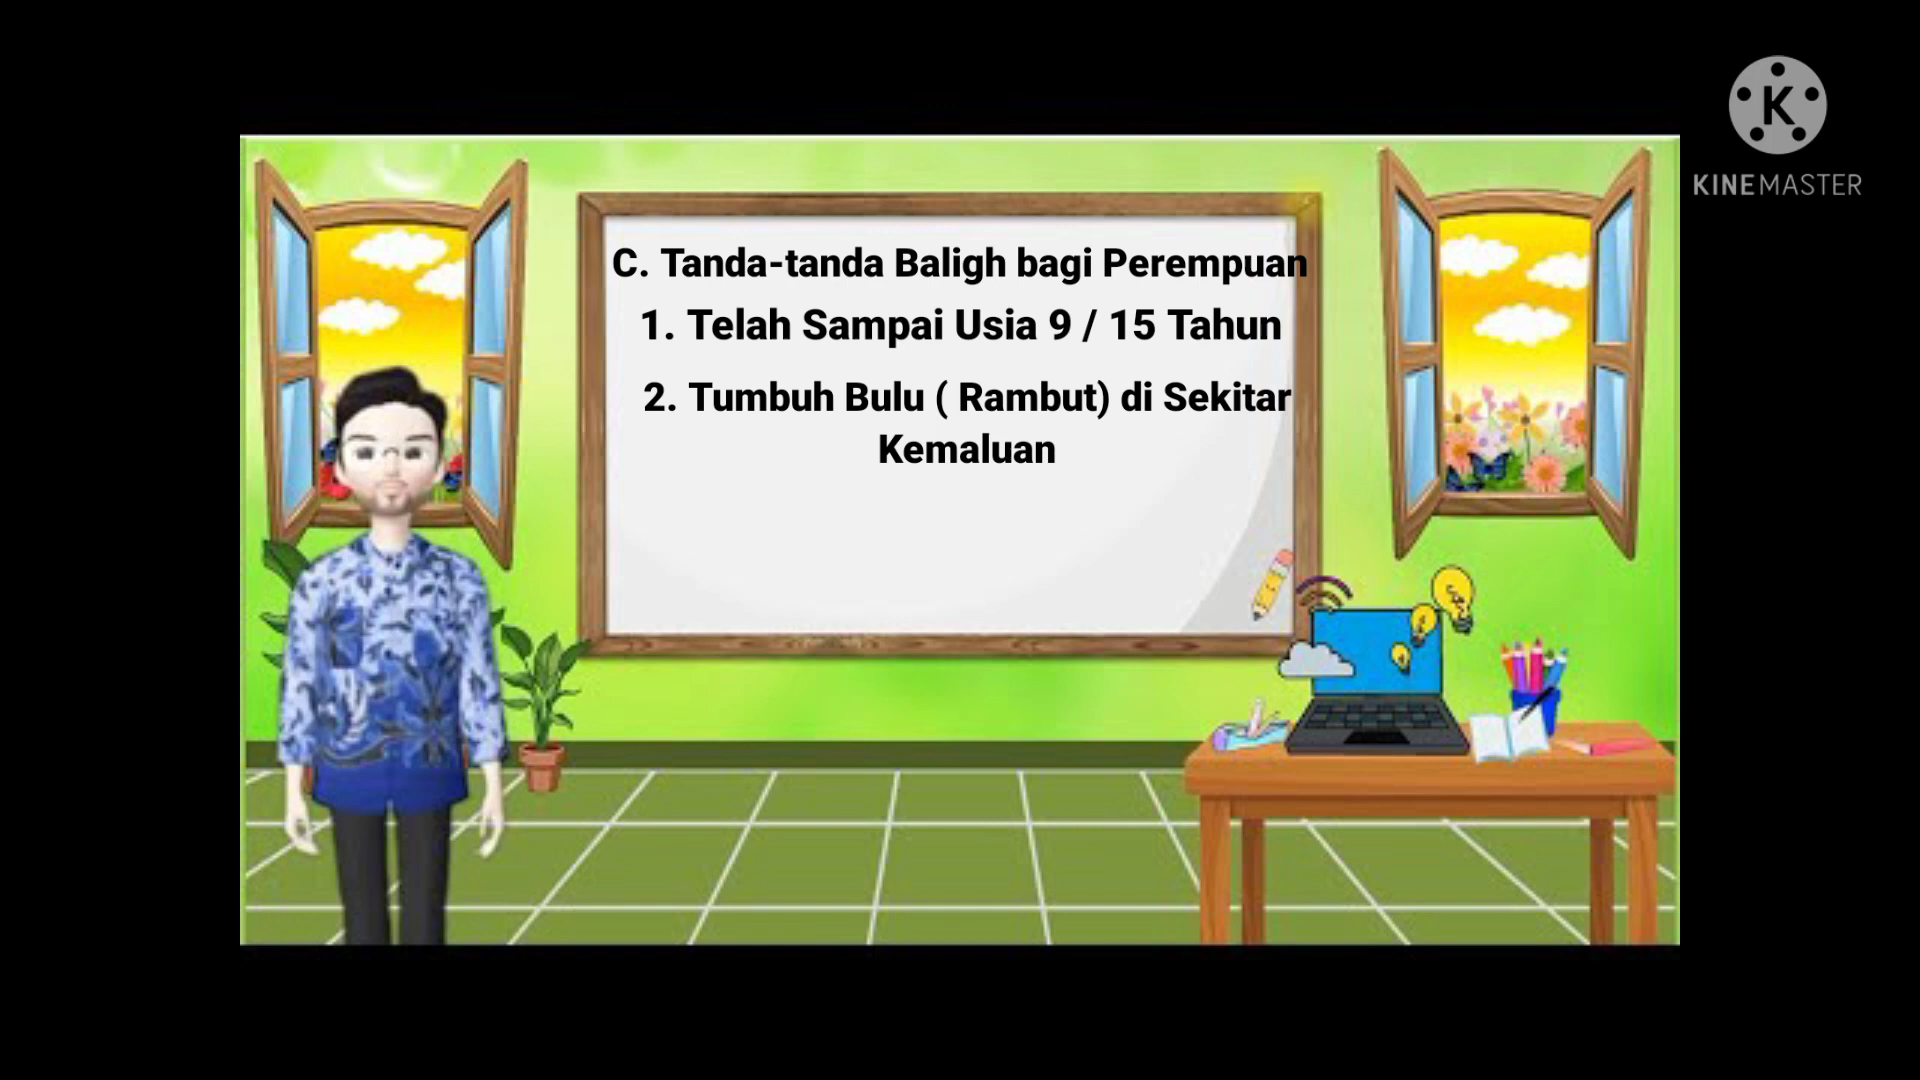 C. Tanda-tanda Baligh bagi Perempuan
1. Telah Sampai Usia 9 / 15 Tahun
2. Tumbuh Bulu ( Rambut) di Sekitar
Kemaluan
K
KINEMASTER